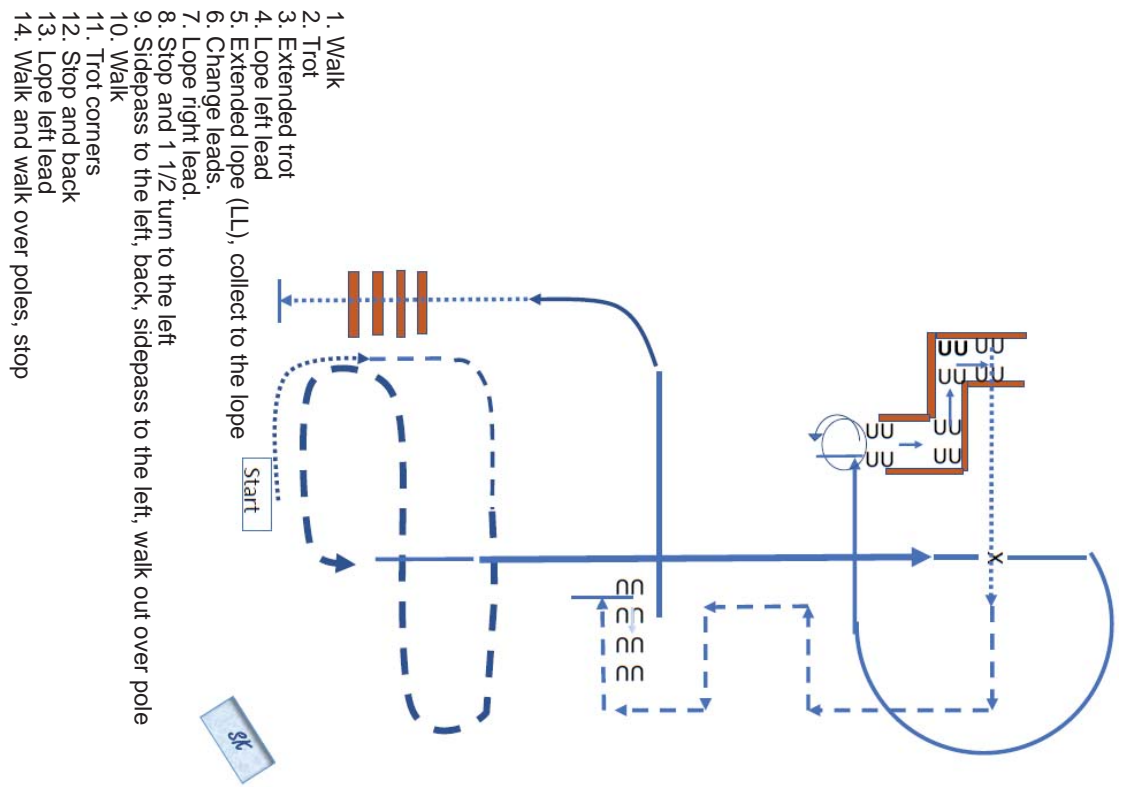 1. Walk
2. Trot
3. Extended trot
4. Lope left lead
5. Extended lope (LL), collect to the lope
6. Change leads.
7. Lope right lead.
8. Stop and 1 1/2 turn to the left
9. Sidepass to the left, back, sidepass to the left, walk out over pole
10. Walk
11. Trot corners
12. Stop and back
13. Lope left lead
14. Walk and walk over poles, stop
Start
X
SK